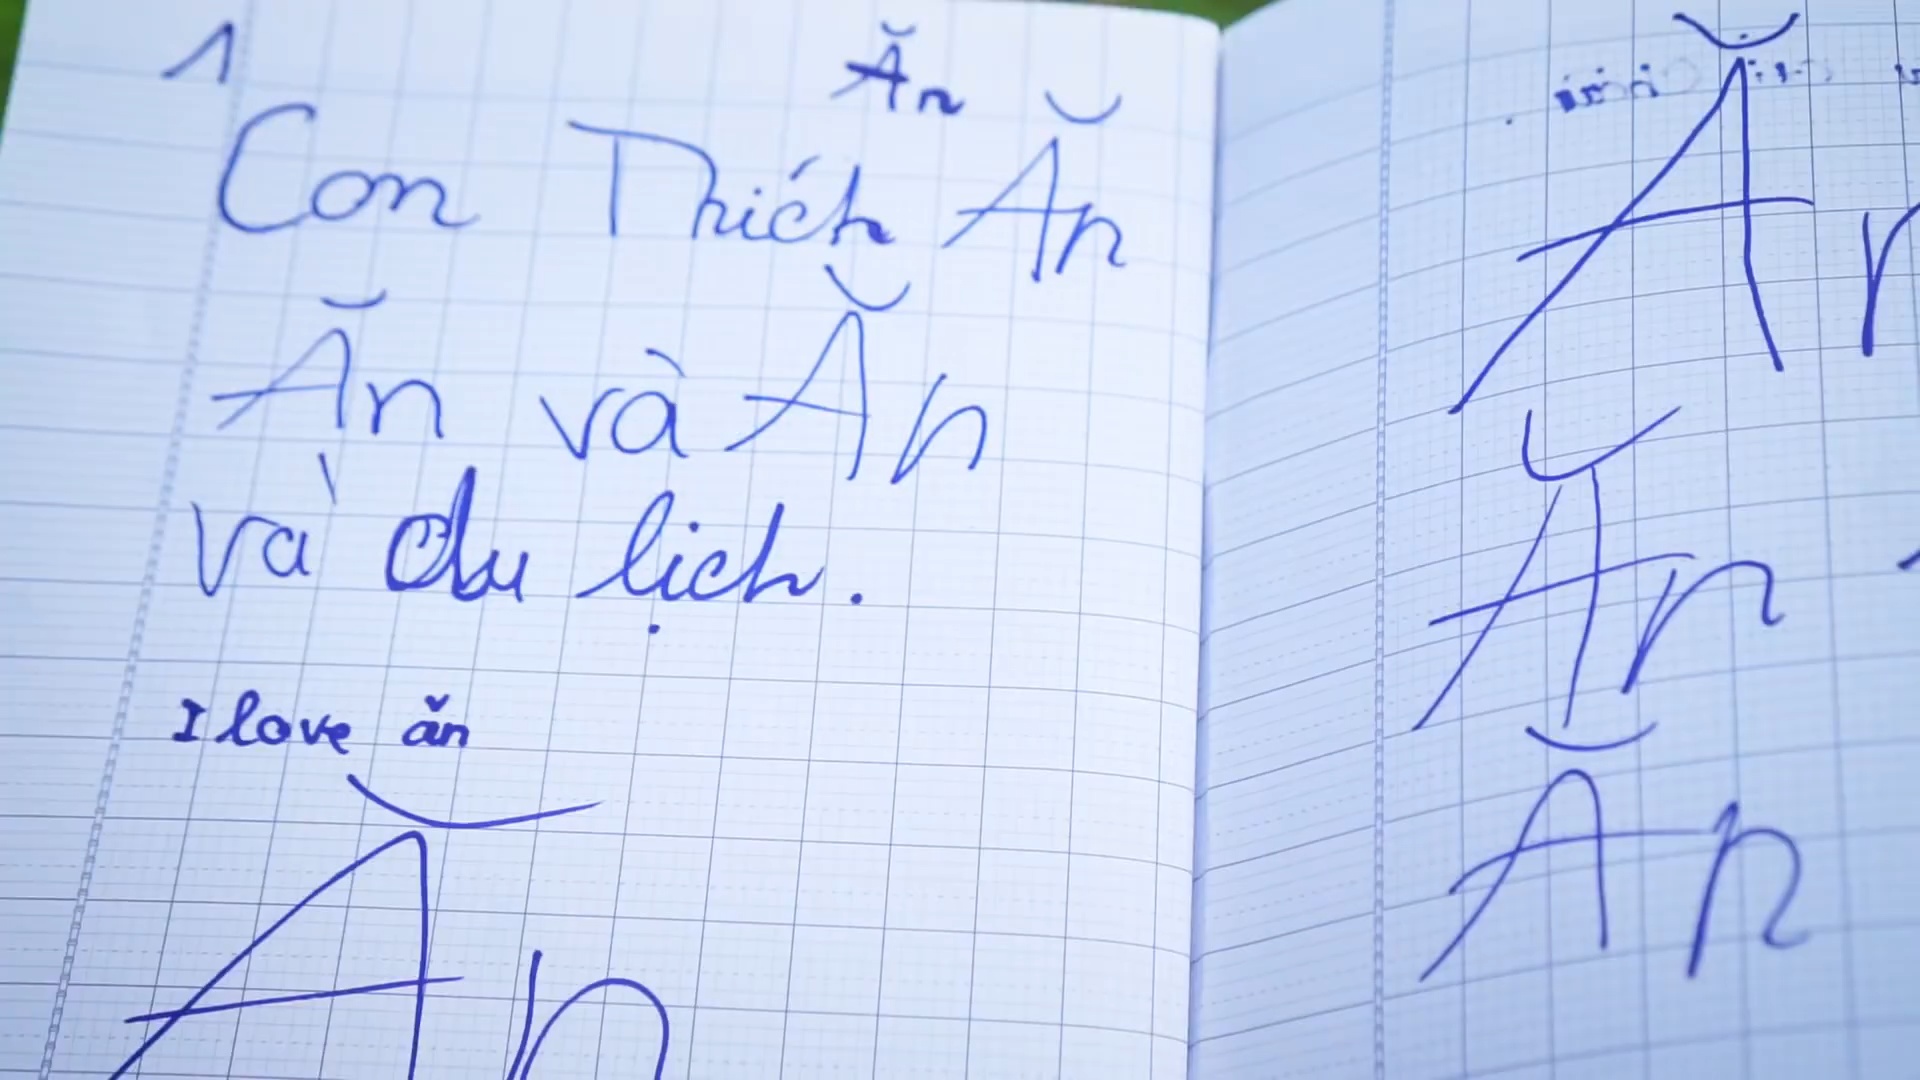 1
Ăn
Con Thích Ăn
Ăn và Ăn
và du lịch.
I love ăn
Ăn
Ăn
Ăn
Ăn